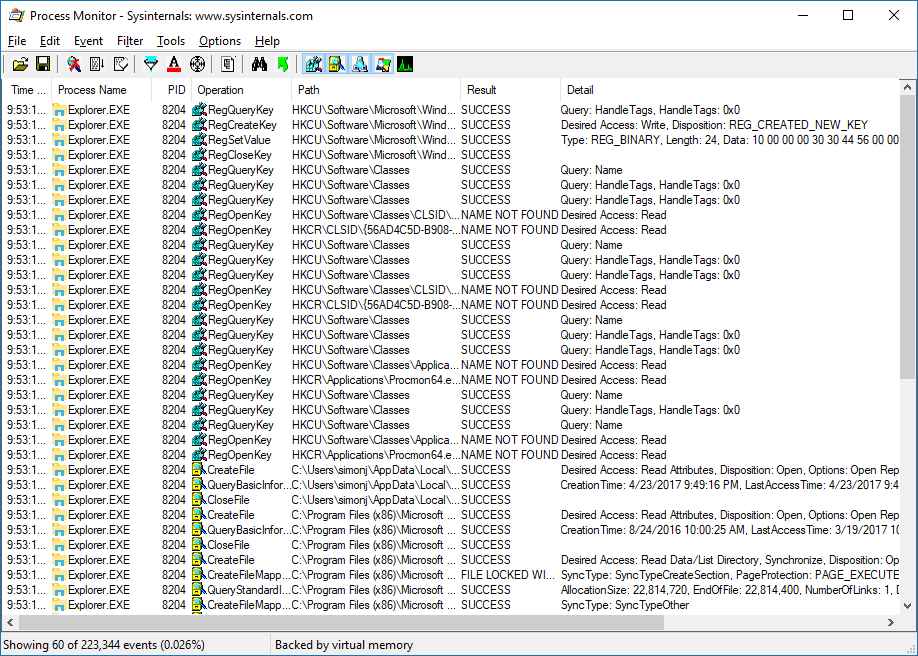 Process Monitor - Sysinternals: www.sysinternals.com
File Edit Event Filter Tools Options Help
Time ... Process Name PID Operation Path Result Detail
9:53:1... Explorer.EXE 8204 RegQueryKey HKCU\Software\Microsoft\Wind... SUCCESS Query: HandleTags, HandleTags: 0x0
9:53:1... Explorer.EXE 8204 RegCreateKey HKCU\Software\Microsoft\Wind... SUCCESS Desired Access: Write, Disposition: REG_CREATED_NEW_KEY
9:53:1... Explorer.EXE 8204 RegSetValue HKCU\Software\Microsoft\Wind... SUCCESS Type: REG_BINARY, Length: 24, Data: 10 00 00 00 30 30 44 56 00 00
9:53:1... Explorer.EXE 8204 RegCloseKey HKCU\Software\Microsoft\Wind... SUCCESS
9:53:1... Explorer.EXE 8204 RegQueryKey HKCU\Software\Classes SUCCESS Query: Name
9:53:1... Explorer.EXE 8204 RegQueryKey HKCU\Software\Classes SUCCESS Query: HandleTags, HandleTags: 0x0
9:53:1... Explorer.EXE 8204 RegQueryKey HKCU\Software\Classes SUCCESS Query: HandleTags, HandleTags: 0x0
9:53:1... Explorer.EXE 8204 RegOpenKey HKCU\Software\Classes\CLSID\... NAME NOT FOUND Desired Access: Read
9:53:1... Explorer.EXE 8204 RegOpenKey HKCR\CLSID\{56AD4C5D-B908-... NAME NOT FOUND Desired Access: Read
9:53:1... Explorer.EXE 8204 RegQueryKey HKCU\Software\Classes SUCCESS Query: Name
9:53:1... Explorer.EXE 8204 RegQueryKey HKCU\Software\Classes SUCCESS Query: HandleTags, HandleTags: 0x0
9:53:1... Explorer.EXE 8204 RegQueryKey HKCU\Software\Classes SUCCESS Query: HandleTags, HandleTags: 0x0
9:53:1... Explorer.EXE 8204 RegOpenKey HKCU\Software\Classes\CLSID\... NAME NOT FOUND Desired Access: Read
9:53:1... Explorer.EXE 8204 RegOpenKey HKCR\CLSID\{56AD4C5D-B908-... NAME NOT FOUND Desired Access: Read
9:53:1... Explorer.EXE 8204 RegQueryKey HKCU\Software\Classes SUCCESS Query: Name
9:53:1... Explorer.EXE 8204 RegQueryKey HKCU\Software\Classes SUCCESS Query: HandleTags, HandleTags: 0x0
9:53:1... Explorer.EXE 8204 RegQueryKey HKCU\Software\Classes SUCCESS Query: HandleTags, HandleTags: 0x0
9:53:1... Explorer.EXE 8204 RegOpenKey HKCU\Software\Classes\Applica... NAME NOT FOUND Desired Access: Read
9:53:1... Explorer.EXE 8204 RegOpenKey HKCR\Applications\Procmon64.e... NAME NOT FOUND Desired Access: Read
9:53:1... Explorer.EXE 8204 RegQueryKey HKCU\Software\Classes SUCCESS Query: Name
9:53:1... Explorer.EXE 8204 RegQueryKey HKCU\Software\Classes SUCCESS Query: HandleTags, HandleTags: 0x0
9:53:1... Explorer.EXE 8204 RegQueryKey HKCU\Software\Classes SUCCESS Query: Name
9:53:1... Explorer.EXE 8204 RegOpenKey HKCU\Software\Classes\Applica... NAME NOT FOUND Desired Access: Read
9:53:1... Explorer.EXE 8204 RegOpenKey HKCR\Applications\Procmon64.e... NAME NOT FOUND Desired Access: Read
9:53:1... Explorer.EXE 8204 CreateFile C:\Users\simonj\AppData\Local\... SUCCESS Desired Access: Read Attributes, Disposition: Open, Options: Open Rep
9:53:1... Explorer.EXE 8204 QueryBasicInfor... C:\Users\simonj\AppData\Local\... SUCCESS CreationTime: 4/23/2017 9:49:16 PM, LastAccessTime: 4/23/2017 9:4
9:53:1... Explorer.EXE 8204 CloseFile C:\Users\simonj\AppData\Local\... SUCCESS
9:53:1... Explorer.EXE 8204 CreateFile C:\Program Files (x86)\Microsoft ... SUCCESS Desired Access: Read Attributes, Disposition: Open, Options: Open Rep
9:53:1... Explorer.EXE 8204 QueryBasicInfor... C:\Program Files (x86)\Microsoft ... SUCCESS CreationTime: 8/24/2016 10:00:25 AM, LastAccessTime: 3/19/2017 10
9:53:1... Explorer.EXE 8204 CloseFile C:\Program Files (x86)\Microsoft ... SUCCESS
9:53:1... Explorer.EXE 8204 CreateFile C:\Program Files (x86)\Microsoft ... SUCCESS Desired Access: Read Data/List Directory, Synchronize, Disposition: Op
9:53:1... Explorer.EXE 8204 CreateFileMapp... C:\Program Files (x86)\Microsoft ... FILE LOCKED WI... SyncType: SyncTypeCreateSection, PageProtection: PAGE_EXECUTE
9:53:1... Explorer.EXE 8204 QueryStandardI... C:\Program Files (x86)\Microsoft ... SUCCESS AllocationSize: 22,814,720, EndOfFile: 22,814,400, NumberOfLinks: 1, D
9:53:1... Explorer.EXE 8204 CreateFileMapp... C:\Program Files (x86)\Microsoft ... SUCCESS SyncType: SyncTypeOther
Showing 60 of 223,344 events (0.026%) Backed by virtual memory